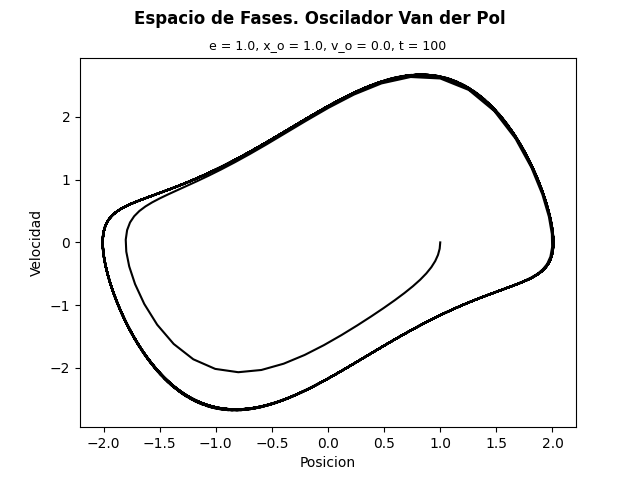 Espacio de Fases. Oscilador Van der Pol
e = 1.0, x_o = 1.0, v_o = 0.0, t = 100
Velocidad
2
1
0
−1
−2
−2.0 −1.5 −1.0 −0.5 0.0 0.5 1.0 1.5 2.0
Posicion